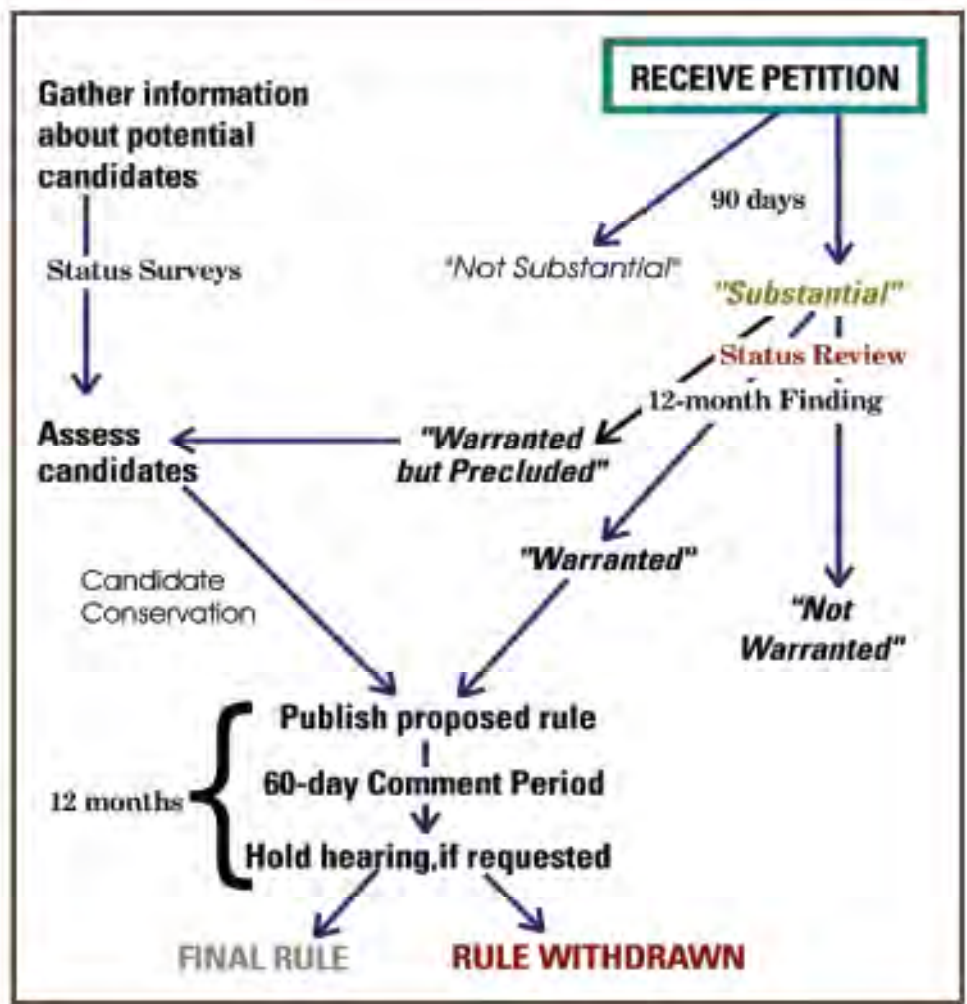 RECEIVE PETITION
Gather information
about potential
candidates
90 days
Status Surveys
"Not Substantial"
"Substantial"
Status Review
12-month Finding
Assess
candidates
"Warranted
but Precluded"
"Warranted"
Candidate
Conservation
"Not
Warranted"
Publish proposed rule
60-day Comment Period
12 months
Hold hearing,if requested
FINAL RULE
RULE WITHDRAWN